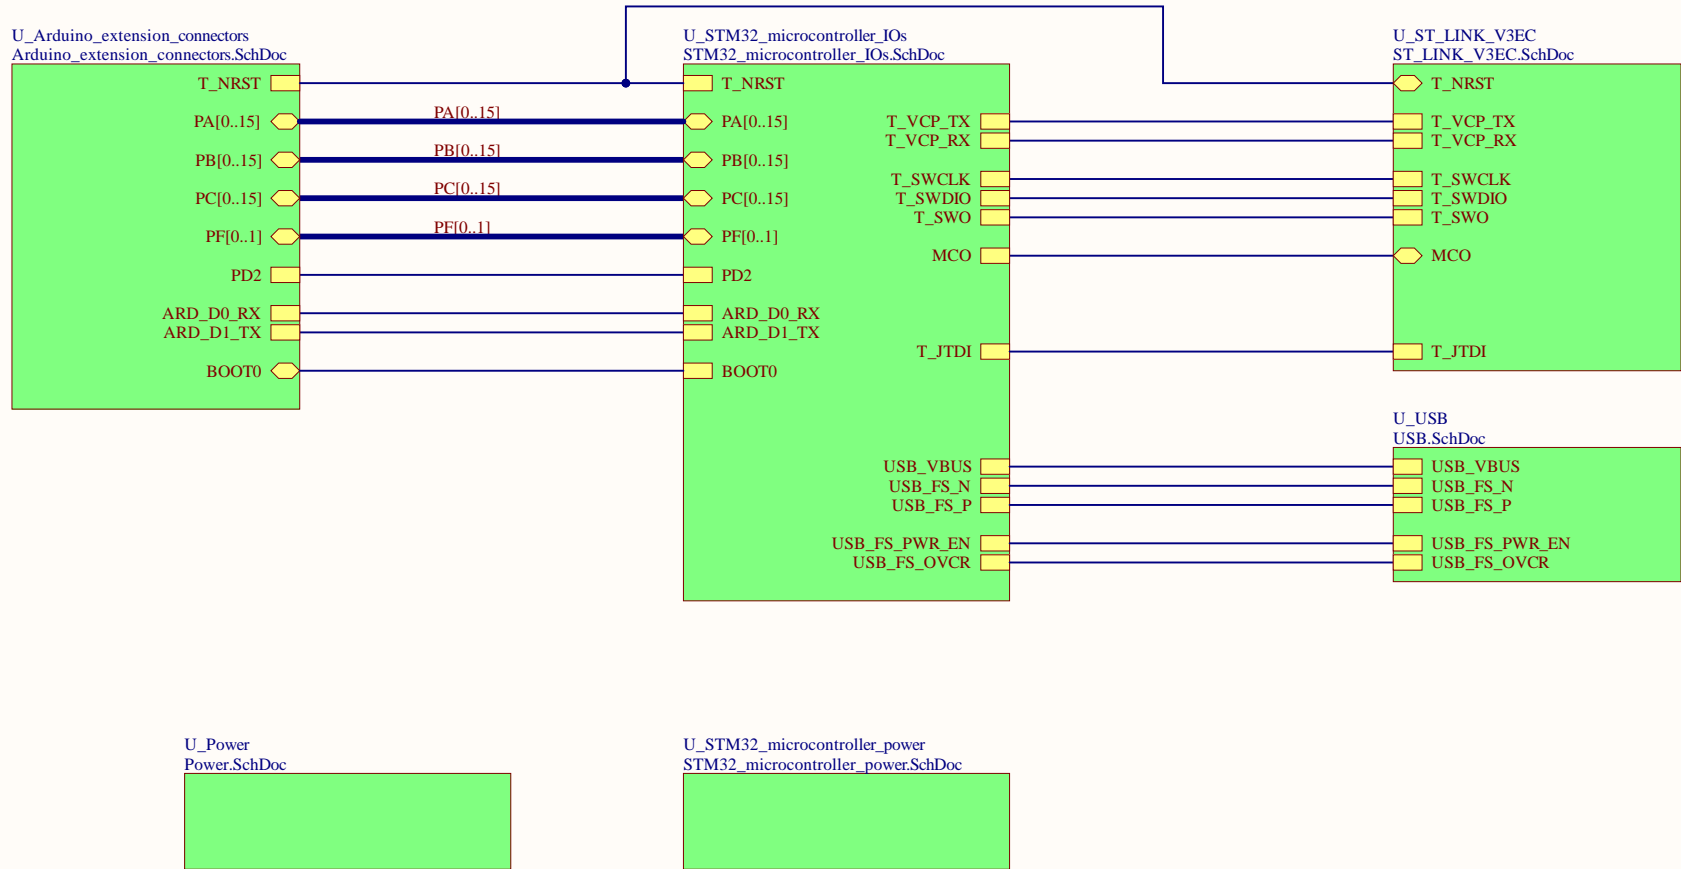 U_Arduino_extension_connectors
Arduino_extension_connectors.SchDoc
T_NRST
PA[0..15]
PB[0..15]
PC[0..15]
PF[0..1]
PD2
ARD_D0_RX
ARD_D1_TX
BOOT0
PA[0..15]
PB[0..15]
PC[0..15]
PF[0..1]
U_STM32_microcontroller_IOs
STM32_microcontroller_IOs.SchDoc
T_NRST
PA[0..15]
PB[0..15]
PC[0..15]
PF[0..1]
PD2
ARD_D0_RX
ARD_D1_TX
BOOT0
T_VCP_TX
T_VCP_RX
T_SWCLK
T_SWDIO
T_SWO
MCO
T_JTDI
USB_VBUS
USB_FS_N
USB_FS_P
USB_FS_PWR_EN
USB_FS_OVCR
U_ST_LINK_V3EC
ST_LINK_V3EC.SchDoc
T_NRST
T_VCP_TX
T_VCP_RX
T_SWCLK
T_SWDIO
T_SWO
MCO
T_JTDI
U_USB
USB.SchDoc
USB_VBUS
USB_FS_N
USB_FS_P
USB_FS_PWR_EN
USB_FS_OVCR
U_Power
Power.SchDoc
U_STM32_microcontroller_power
STM32_microcontroller_power.SchDoc